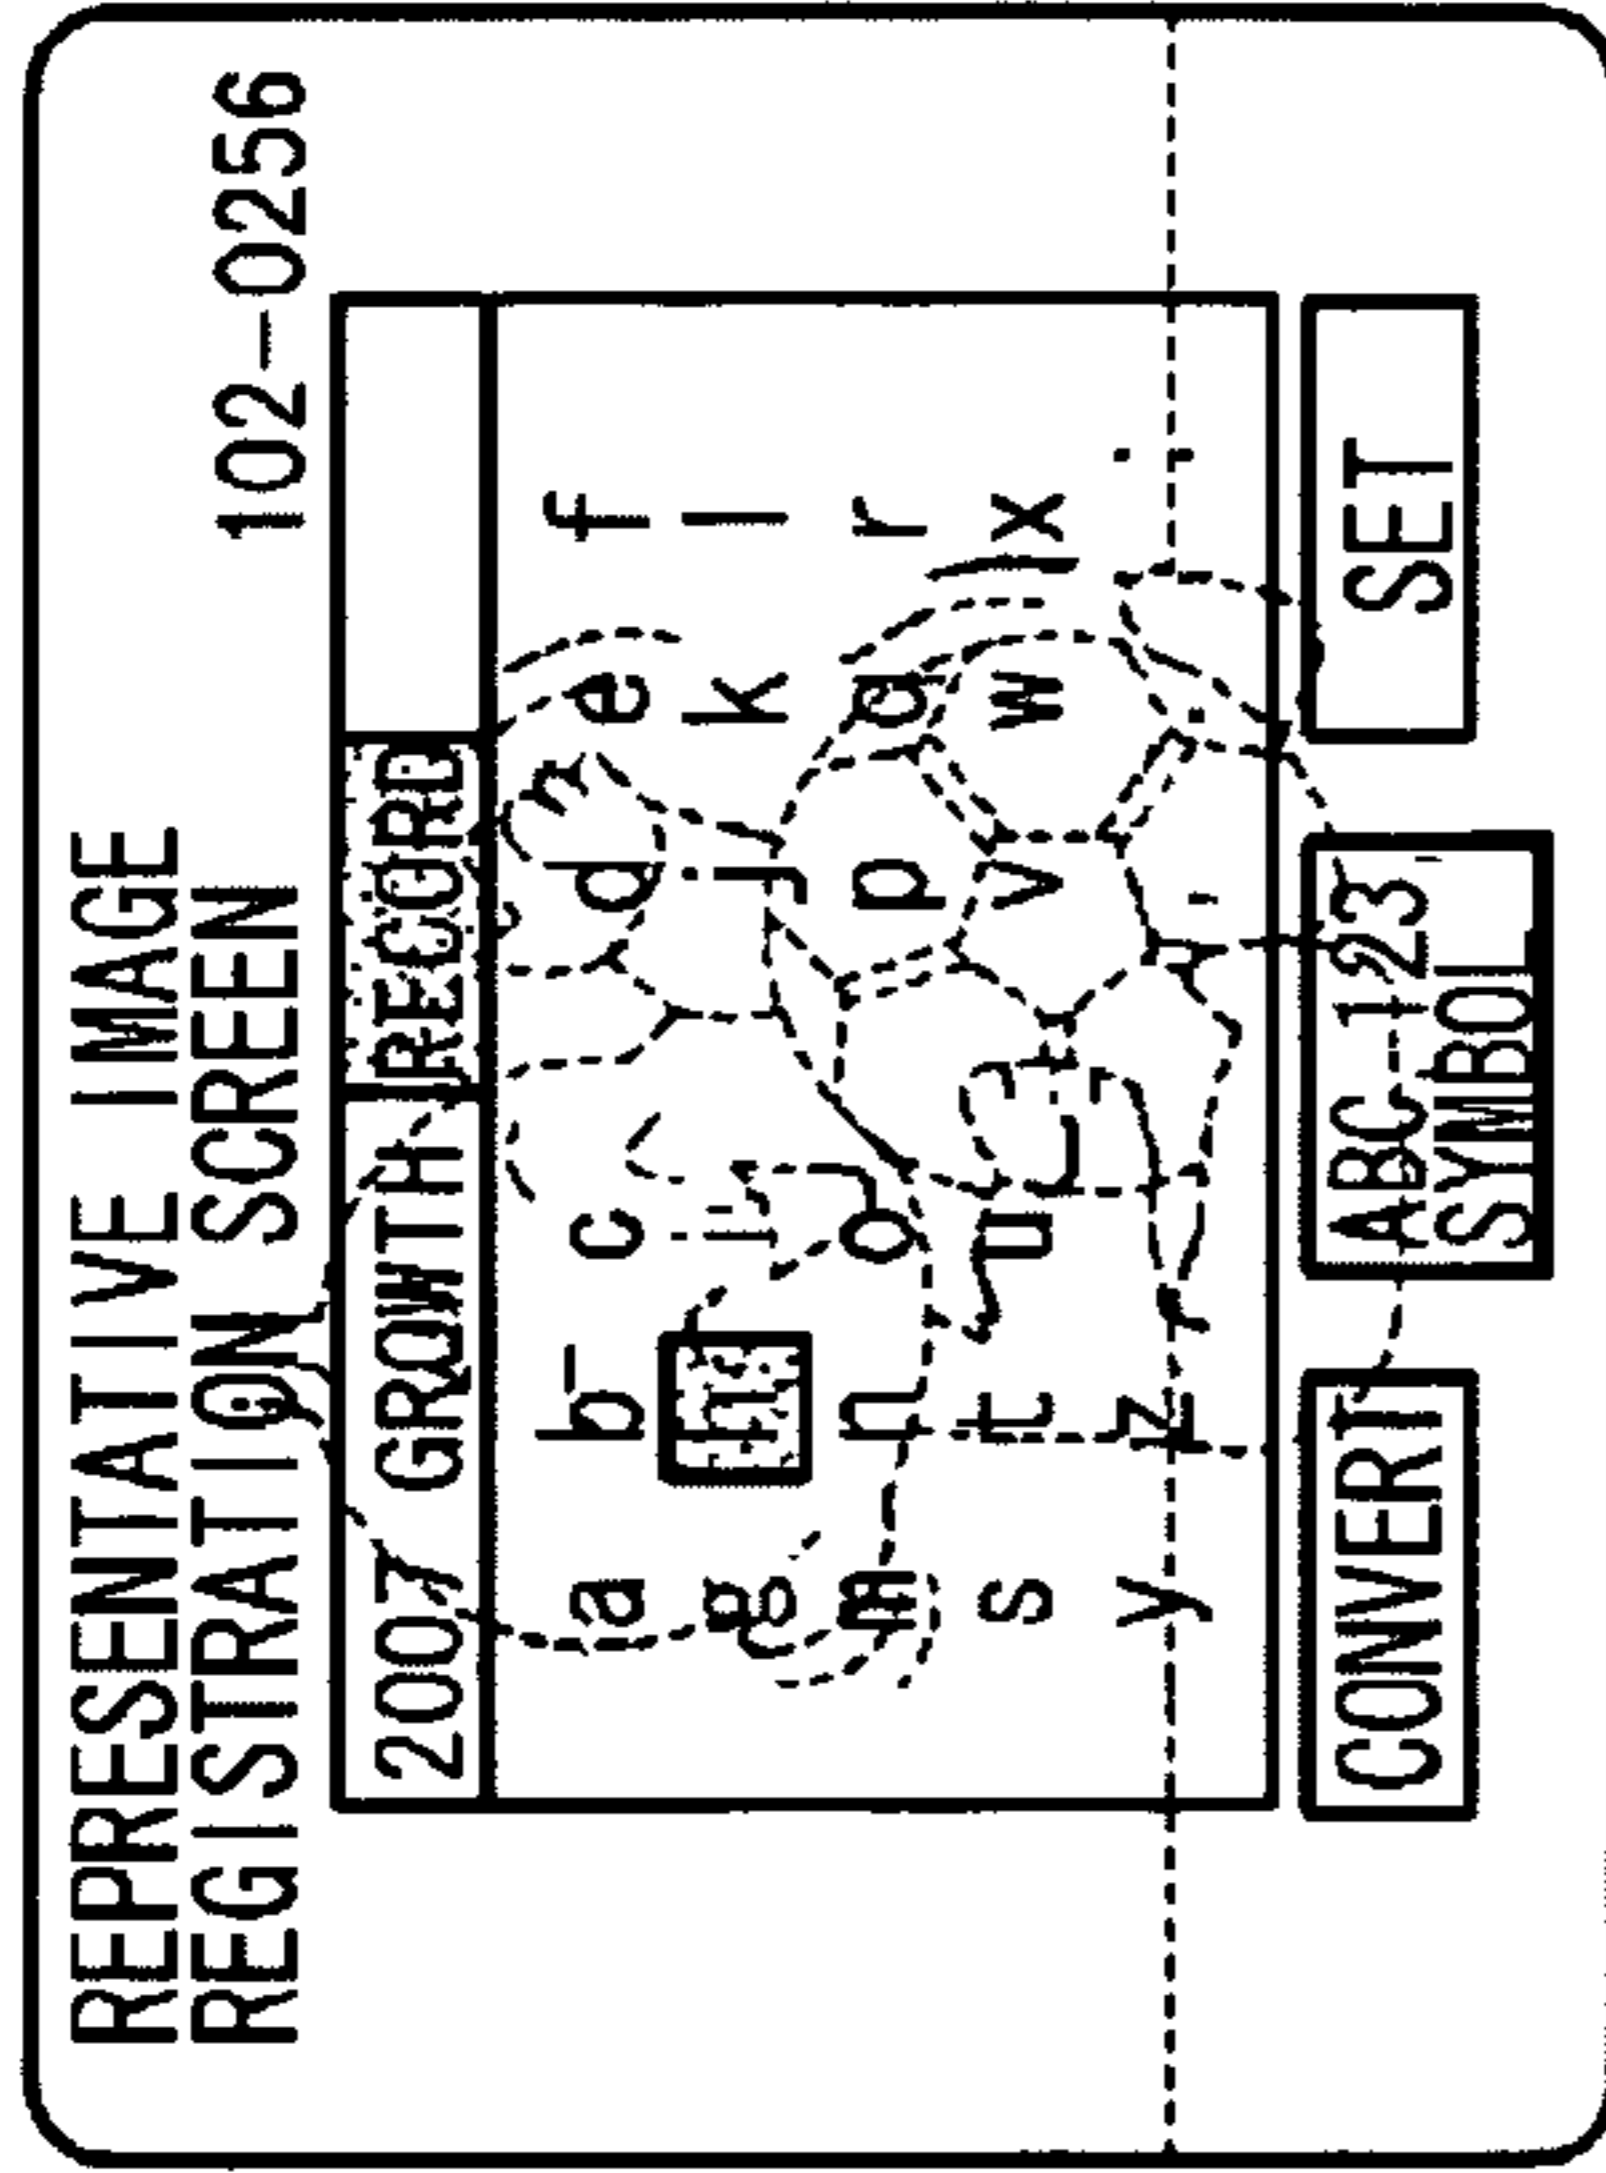 REPRESENTATIVE IMAGE
REGISTRATION SCREEN
102-0256
2007 GROWTH RECORD
a b c d e f
g h i j k l
m n o p q r
s t u v w x
y z
CONVERT
ABC 123
SYMBOL
SET